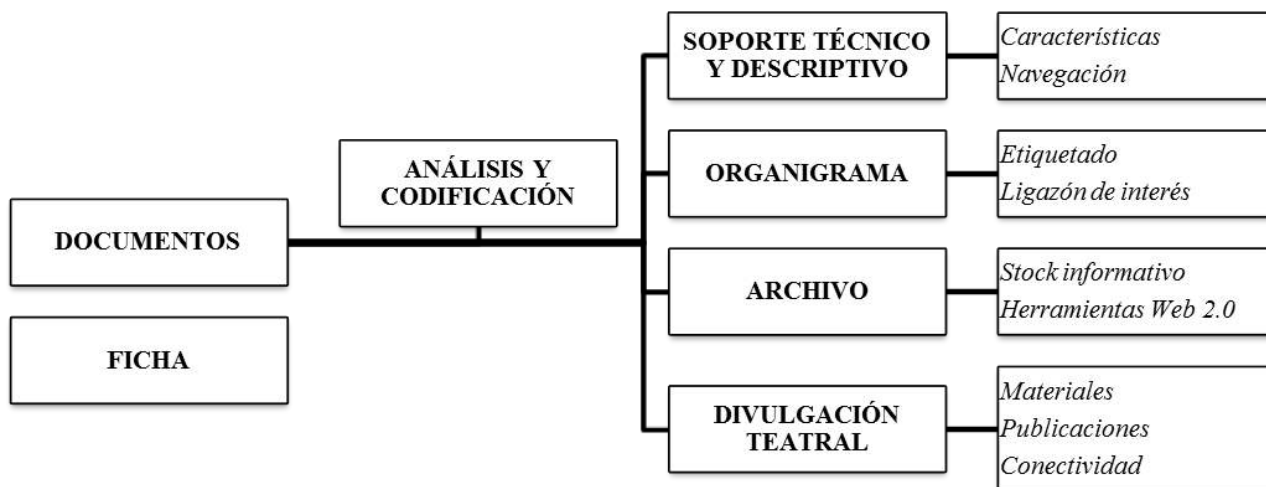 DOCUMENTOS
FICHA
ANÁLISIS Y
CODIFICACIÓN
SOPORTE TÉCNICO
Y DESCRIPTIVO
Características
Navegación
ORGANIGRAMA
Etiquetado
Ligazón de interés
ARCHIVO
Stock informativo
Herramientas Web 2.0
DIVULGACIÓN
TEATRAL
Materiales
Publicaciones
Conectividad